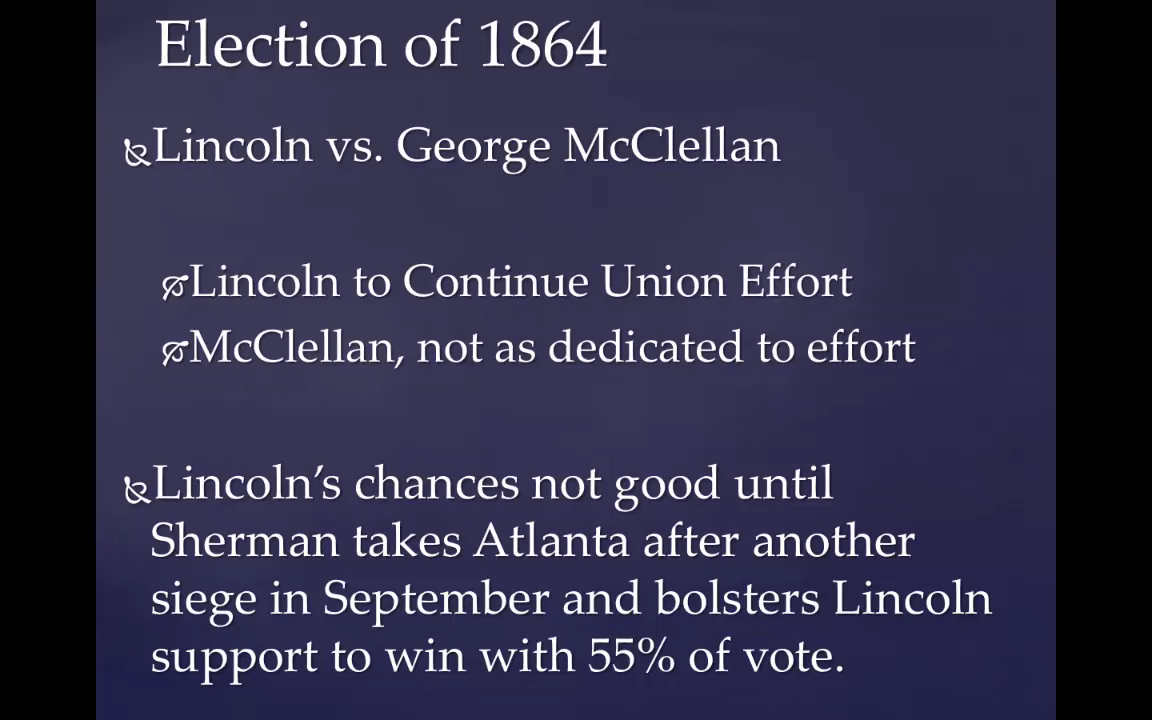 Election of 1864
Lincoln vs. George McClellan
Lincoln to Continue Union Effort
McClellan, not as dedicated to effort
Lincoln’s chances not good until
Sherman takes Atlanta after another
siege in September and bolsters Lincoln
support to win with 55% of vote.